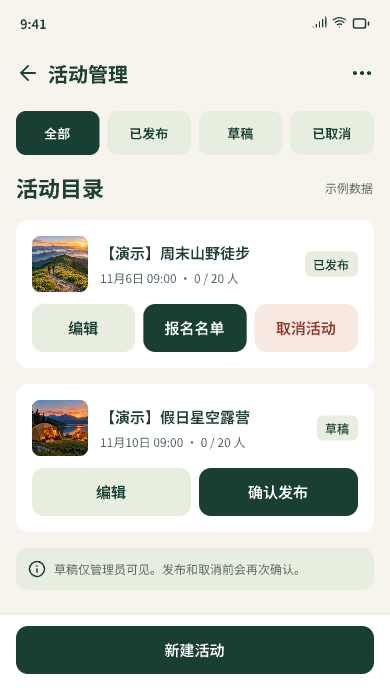 9:41
活动管理
全部 已发布 草稿 已取消
活动目录 示例数据
【演示】周末山野徒步
11月6日 09:00 · 0 / 20 人
已发布
编辑 报名名单 取消活动
【演示】假日星空露营
11月10日 09:00 · 0 / 20 人
草稿
编辑 确认发布
草稿仅管理员可见。发布和取消前会再次确认。
新建活动